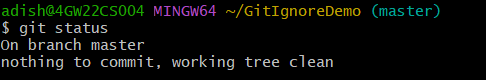 adish@4GW22CS004 MINGW64 ~/GitIgnoreDemo (master)
$ git status
On branch master
nothing to commit, working tree clean